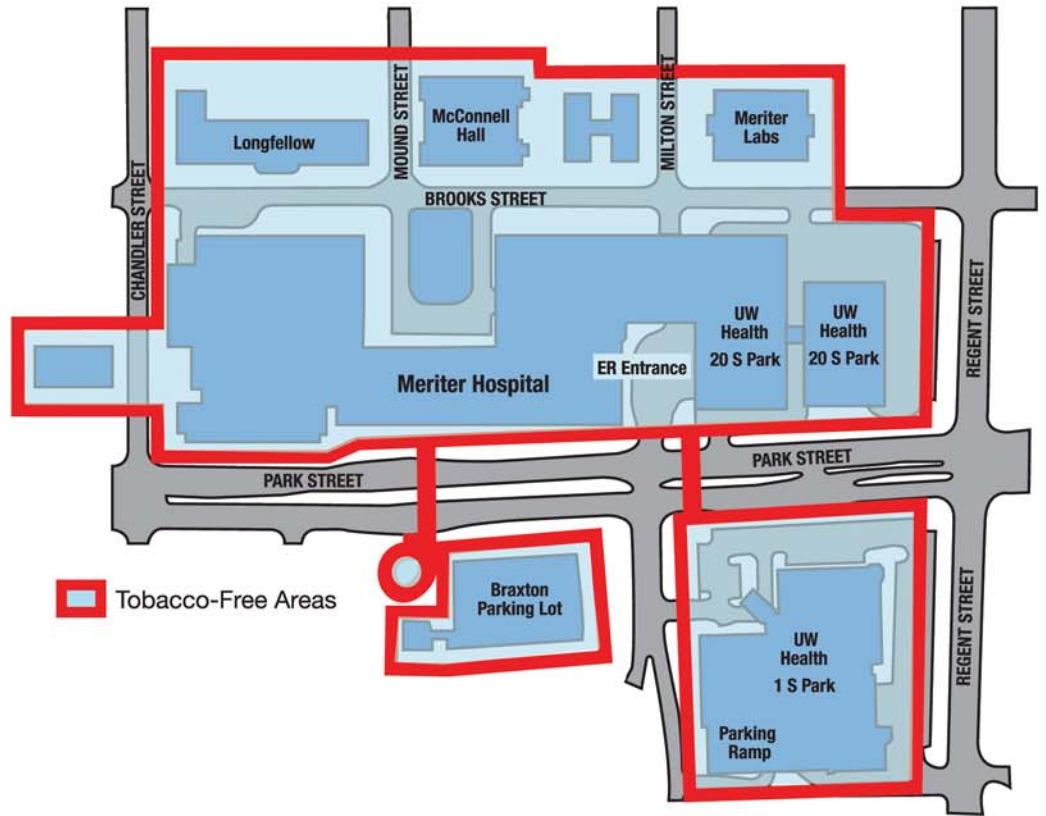 CHANDLER STREET
MOUND STREET
MILTON STREET
Longfellow
McConnell
Hall
Meriter
Labs
BROOKS STREET
REGENT STREET
UW
Health
20 S Park
UW
Health
20 S Park
ER Entrance
Meriter Hospital
PARK STREET
PARK STREET
Tobacco-Free Areas
Braxton
Parking Lot
UW
Health
1 S Park
Parking
Ramp
REGENT STREET